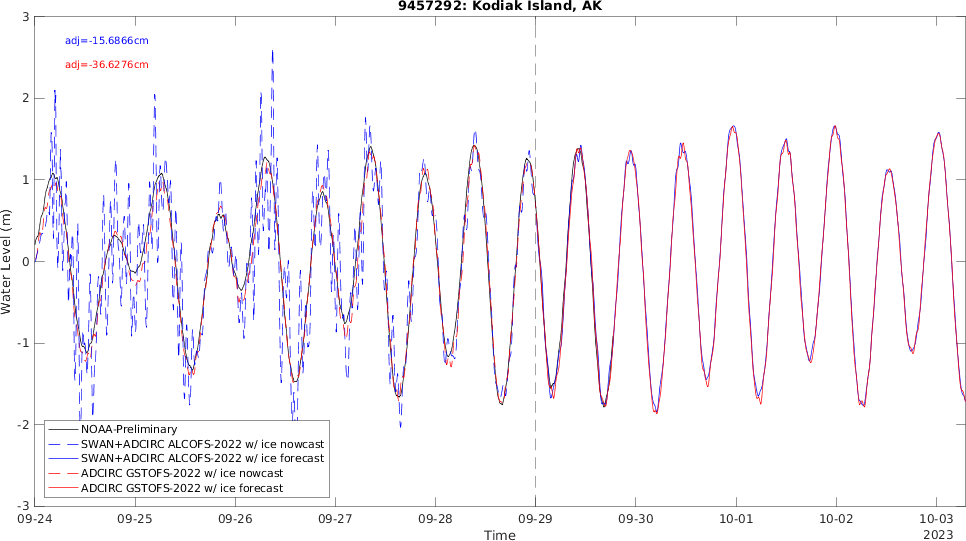 9457292: Kodiak Island, AK
adj=-15.6866cm
adj=-36.6276cm
3
2
1
0
-1
-2
-3
Water Level (m)
NOAA-Preliminary
SWAN+ADCIRC ALCOFS-2022 w/ ice nowcast
SWAN+ADCIRC ALCOFS-2022 w/ ice forecast
ADCIRC GSTOFS-2022 w/ ice nowcast
ADCIRC GSTOFS-2022 w/ ice forecast
09-24 09-25 09-26 09-27 09-28 09-29 09-30 10-01 10-02 10-03
2023
Time